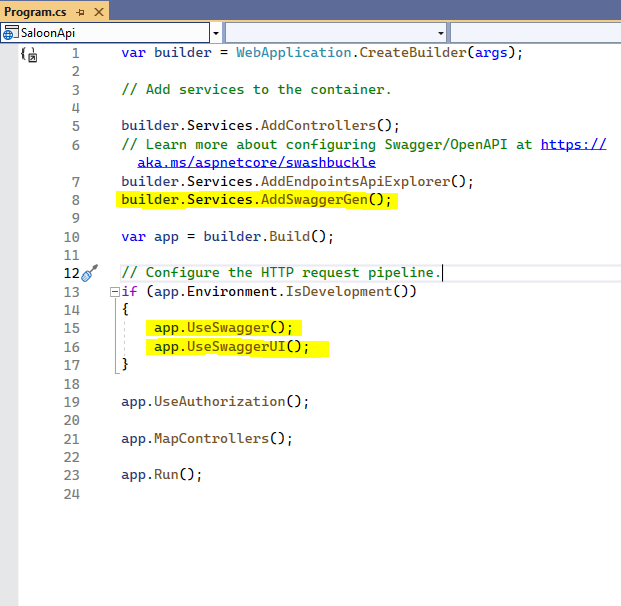 Program.cs
SaloonApi
1 var builder = WebApplication.CreateBuilder(args);
2
3 // Add services to the container.
4
5 builder.Services.AddControllers();
6 // Learn more about configuring Swagger/OpenAPI at https://
aka.ms/aspnetcore/swashbuckle
7 builder.Services.AddEndpointsApiExplorer();
8 builder.Services.AddSwaggerGen();
9
10 var app = builder.Build();
11
12 // Configure the HTTP request pipeline.
13 if (app.Environment.IsDevelopment())
14 {
15 app.UseSwagger();
16 app.UseSwaggerUI();
17 }
18
19 app.UseAuthorization();
20
21 app.MapControllers();
22
23 app.Run();
24